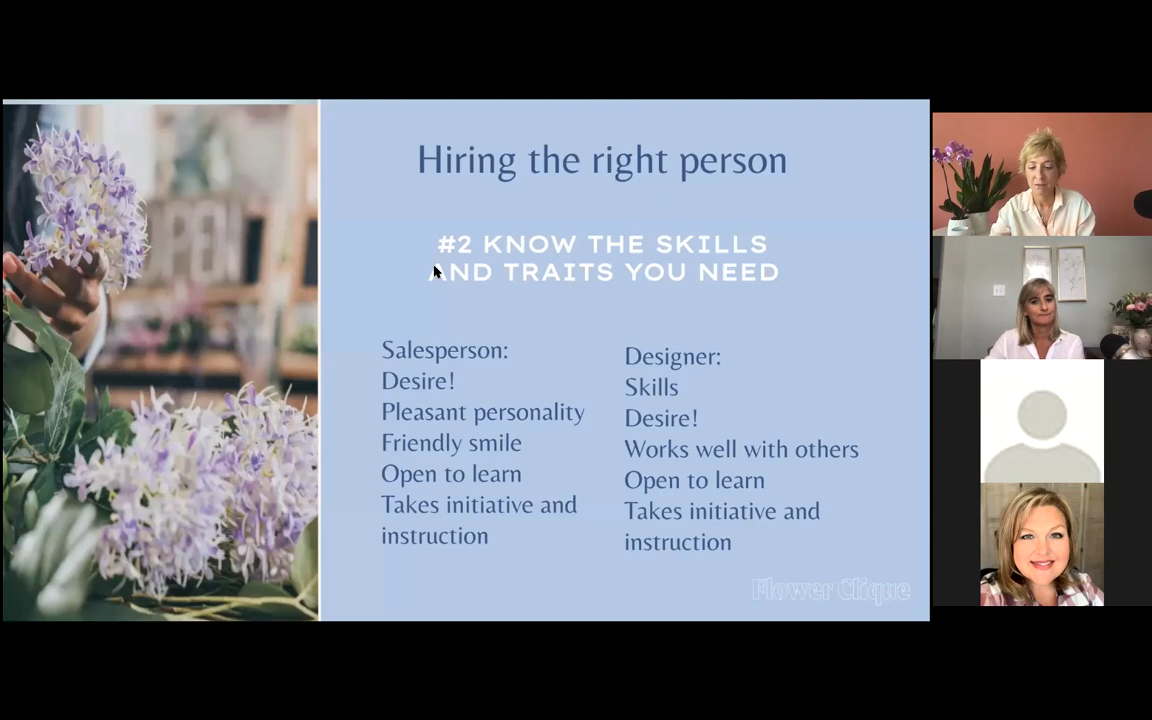 OPEN
Hiring the right person
#2 KNOW THE SKILLS
AND TRAITS YOU NEED
Salesperson:
Desire!
Pleasant personality
Friendly smile
Open to learn
Takes initiative and
instruction
Designer:
Skills
Desire!
Works well with others
Open to learn
Takes initiative and
instruction
Flower Clique